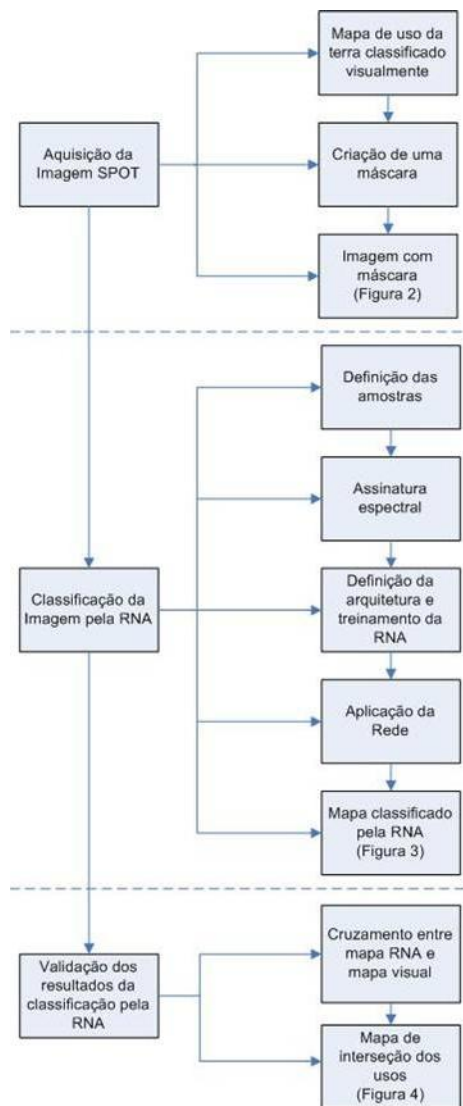 Mapa de uso da
terra classificado
visualmente
Aquisição da
Imagem SPOT
Criação de uma
máscara
Imagem com
máscara
(Figura 2)
Definição das
amostras
Assinatura
espectral
Classificação da
Imagem pela RNA
Definição da
arquitetura e
treinamento da
RNA
Aplicação da
Rede
Mapa classificado
pela RNA
(Figura 3)
Validação dos
resultados da
classificação pela
RNA
Cruzamento entre
mapa RNA e
mapa visual
Mapa de
interseção dos
usos
(Figura 4)